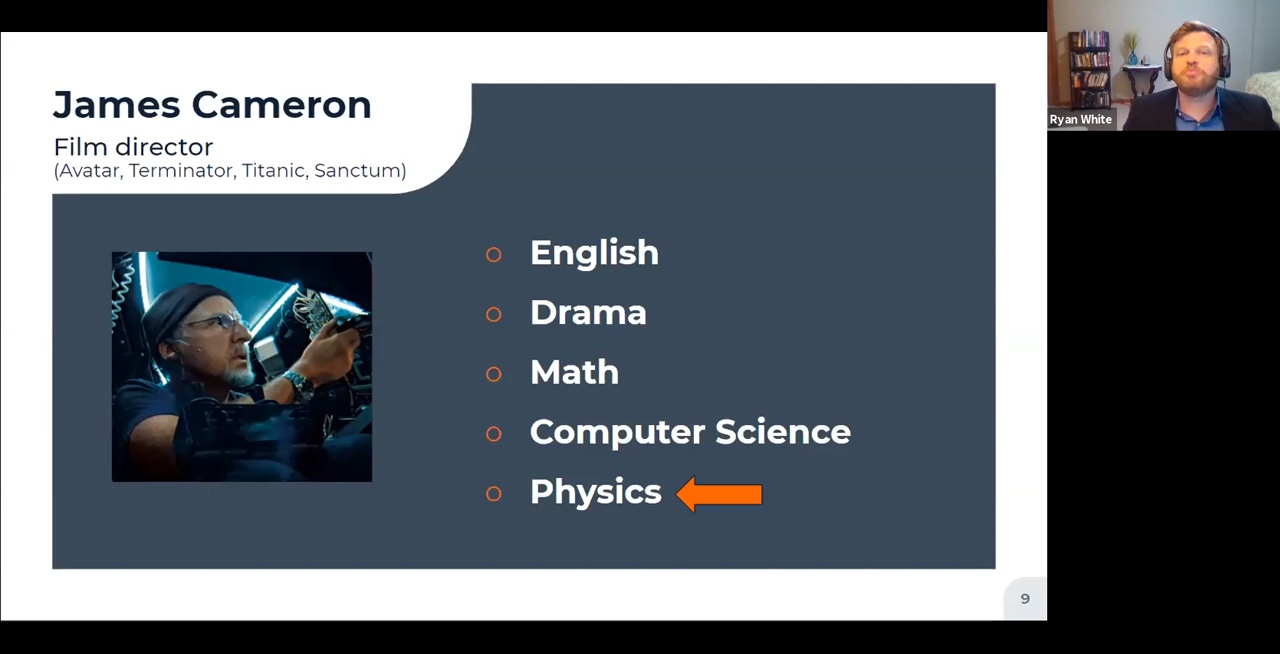 James Cameron
Film director
(Avatar, Terminator, Titanic, Sanctum)
English
Drama
Math
Computer Science
Physics
9
Ryan White